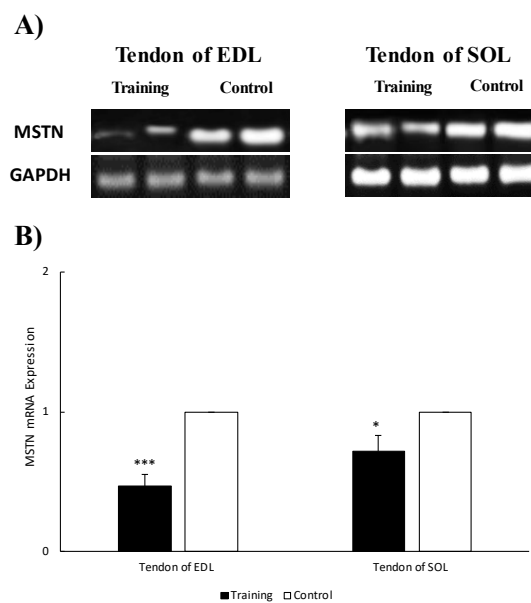 A)
Tendon of EDL
Tendon of SOL
Training
Control
Training
Control
MSTN
GAPDH
B)
2
MSTN mRNA Expression
1
***
*
0
Tendon of EDL
Tendon of SOL
Training
Control